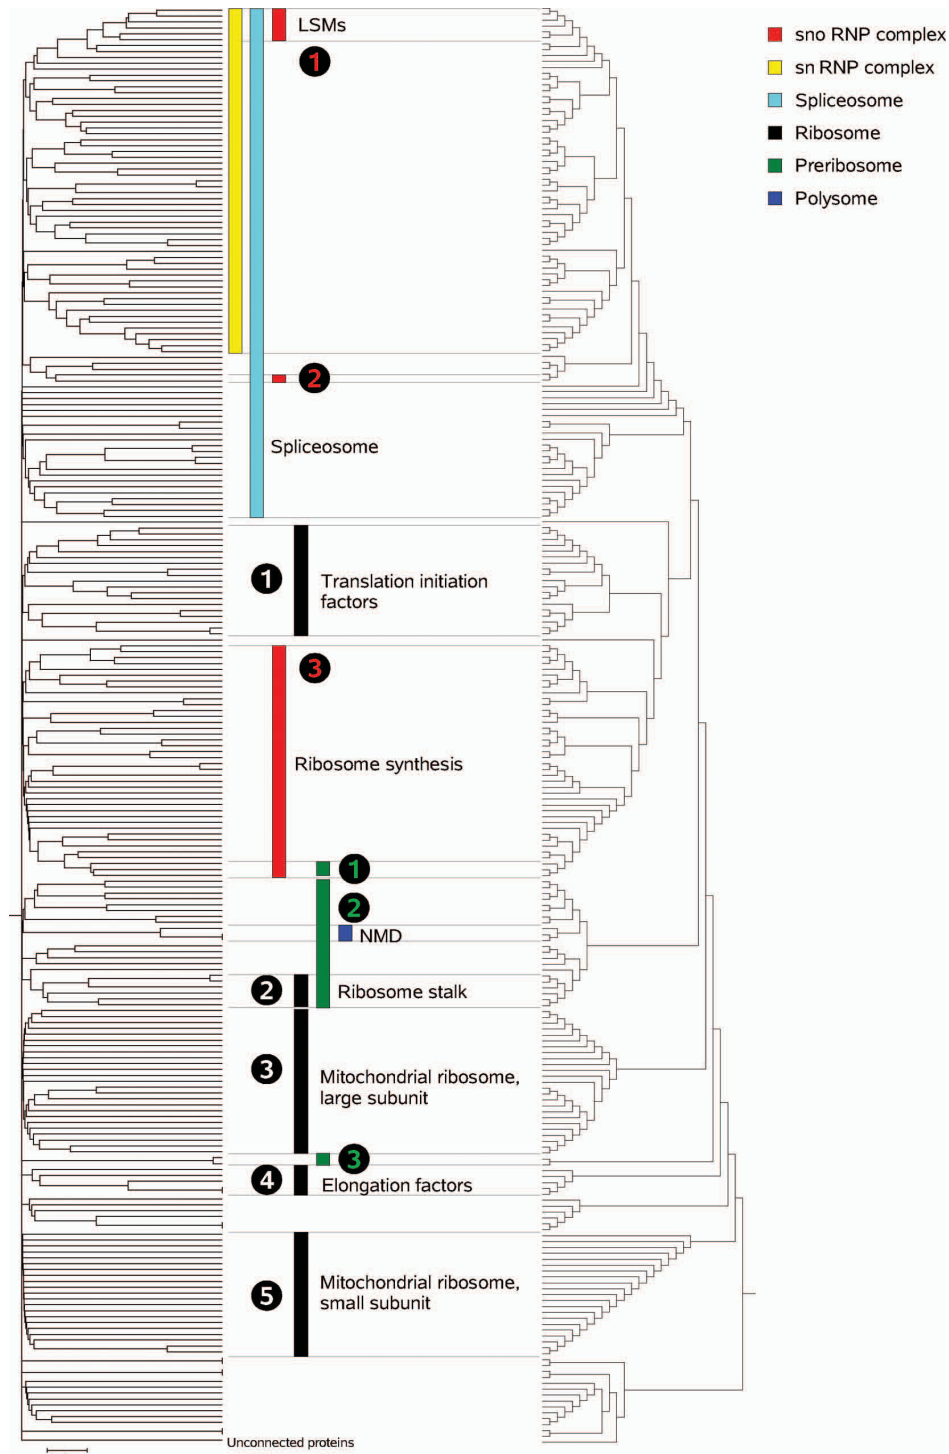 LSMs
sno RNP complex
1
sn RNP complex
Spliceosome
Ribosome
Preribosome
Polysome
2
Spliceosome
1
Translation initiation
factors
3
Ribosome synthesis
1
2
NMD
2
Ribosome stalk
3
Mitochondrial ribosome,
large subunit
3
4
Elongation factors
5
Mitochondrial ribosome,
small subunit
Unconnected proteins